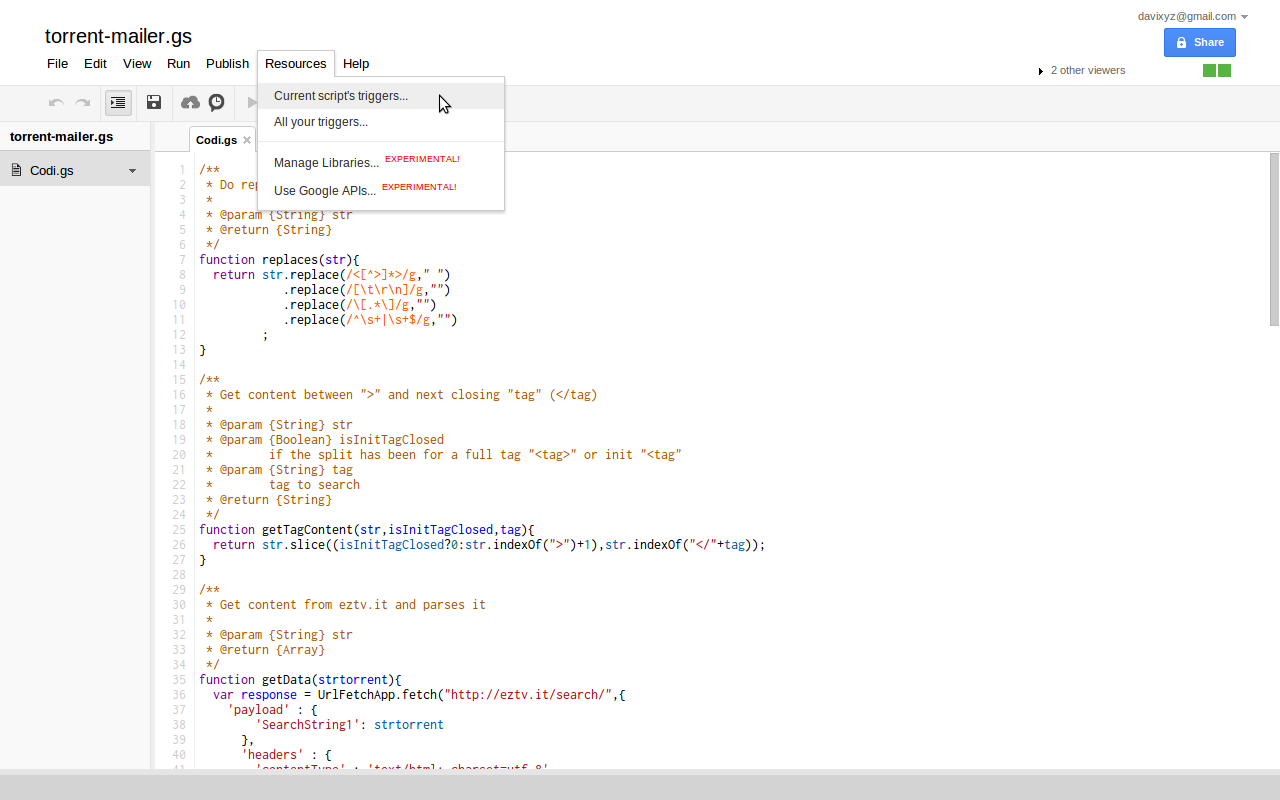 davixyz@gmail.com
torrent-mailer.gs
Share
File Edit View Run Publish Resources Help
2 other viewers
Current script's triggers...
All your triggers...
Manage Libraries... EXPERIMENTAL!
Use Google APIs... EXPERIMENTAL!
torrent-mailer.gs
Codi.gs
Codi.gs
1 /**
2  * Do
3  *
4  * @param {String} str
5  * @return {String}
6  */
7 function replaces(str){
8   return str.replace(/<[^>]*>/g," ")
9             .replace(/[\t\r\n]/g,"")
10             .replace(/\[.*\]/g,"")
11             .replace(/^\s+|\s+$/g,"")
12          ;
13 }
14
15 /**
16  * Get content between ">" and next closing "tag" (</tag)
17  *
18  * @param {String} str
19  * @param {Boolean} isInitTagClosed
20  *        if the split has been for a full tag "<tag>" or init "<tag"
21  * @param {String} tag
22  *        tag to search
23  * @return {String}
24  */
25 function getTagContent(str,isInitTagClosed,tag){
26   return str.slice((isInitTagClosed?0:str.indexOf(">")+1),str.indexOf("</"+tag));
27 }
28
29 /**
30  * Get content from eztv.it and parses it
31  *
32  * @param {String} str
33  * @return {Array}
34  */
35 function getData(strtorrent){
36   var response = UrlFetchApp.fetch("http://eztv.it/search/",{
37     'payload' : {
38         'SearchString1': strtorrent
39       },
40       'headers' : {
41         'contentType' : 'text/html; charset=utf-8'